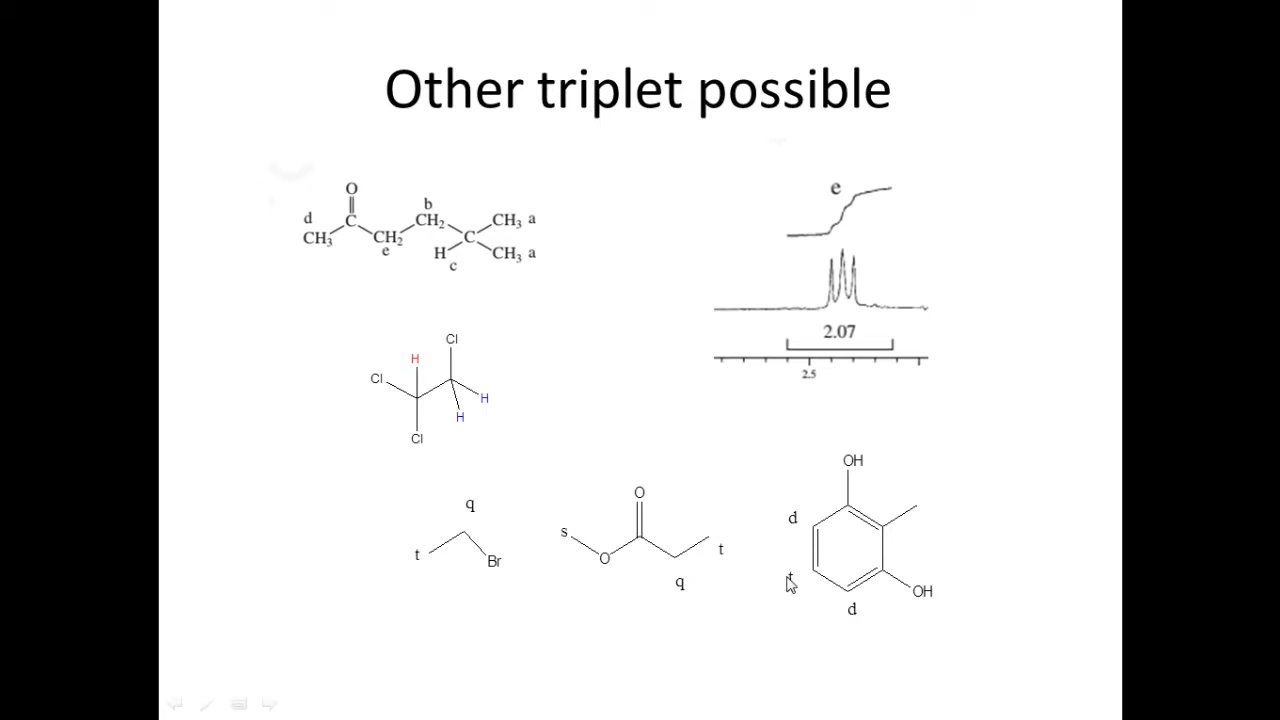 Other triplet possible
O
d
C
CH3
CH2
e
b
CH2
C
H
c
CH3 a
CH3 a
e
2.07
2.5
Cl
H
Cl
H
H
Cl
q
t
Br
O
s
O
t
q
OH
d
t
OH
d